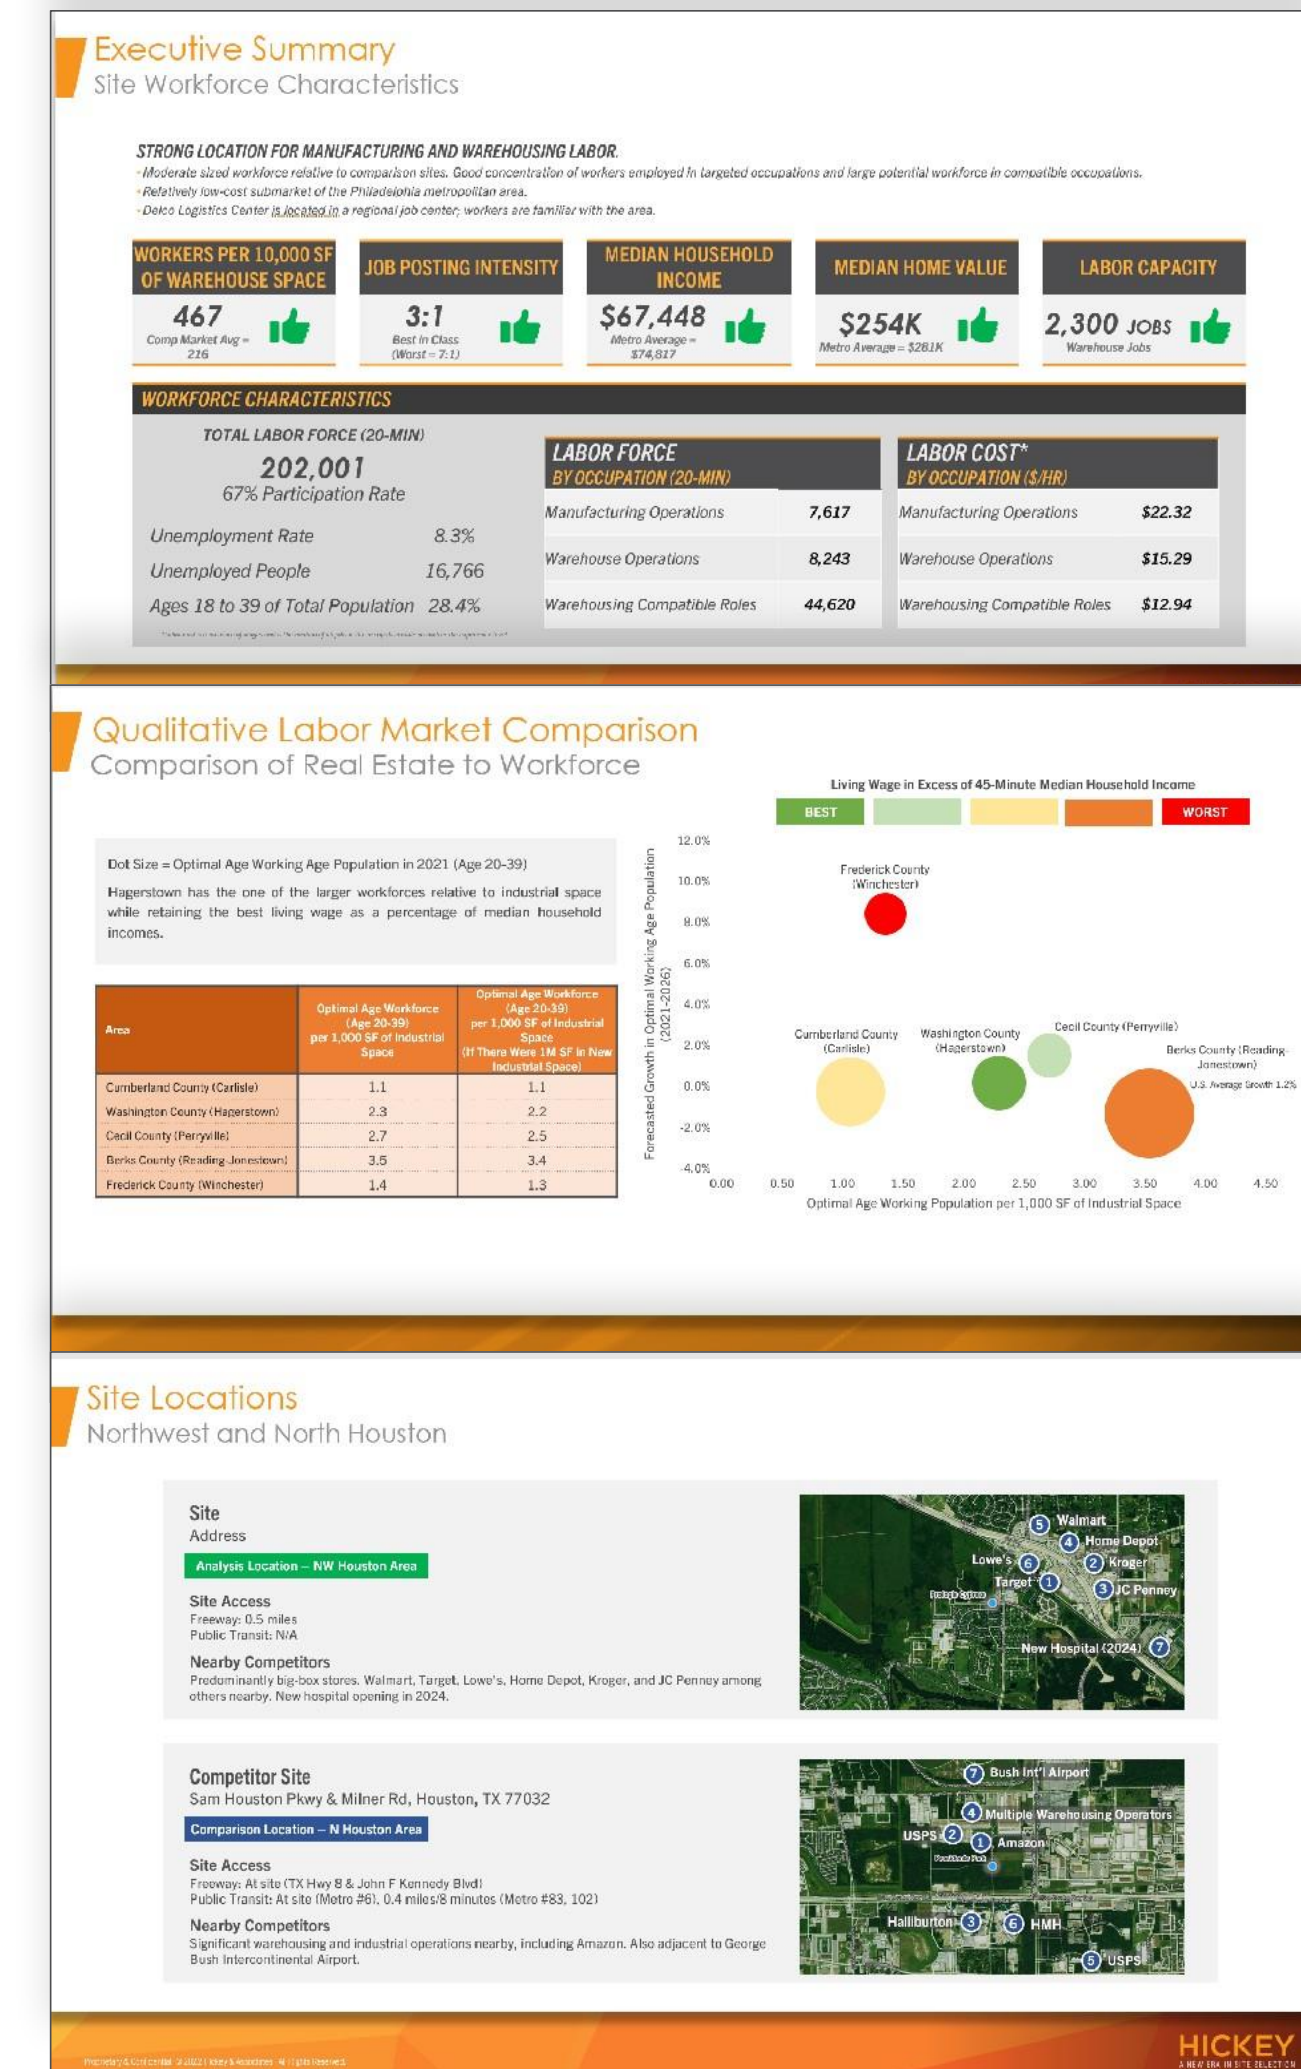 Executive Summary
Site Workforce Characteristics
STRONG LOCATION FOR MANUFACTURING AND WAREHOUSING LABOR.
• Moderate sized workforce relative to comparison sites. Good concentration of workers employed in targeted occupations and large potential workforce in compatible occupations.
• Relatively low-cost submarket of the Philadelphia metropolitan area.
• Delco Logistics Center is located in a regional job center; workers are familiar with the area.
WORKERS PER 10,000 SF
OF WAREHOUSE SPACE
467
Comp Market Avg =
216
JOB POSTING INTENSITY
3:1
Best in Class
(Worst = 7:1)
MEDIAN HOUSEHOLD
INCOME
$67,448
Metro Average =
$74,817
MEDIAN HOME VALUE
$254K
Metro Average = $281K
LABOR CAPACITY
2,300 JOBS
Warehouse Jobs
WORKFORCE CHARACTERISTICS
TOTAL LABOR FORCE (20-MIN)
202,001
67% Participation Rate
Unemployment Rate 8.3%
Unemployed People 16,766
Ages 18 to 39 of Total Population 28.4%
LABOR FORCE
BY OCCUPATION (20-MIN)
Manufacturing Operations 7,617
Warehouse Operations 8,243
Warehousing Compatible Roles 44,620
LABOR COST*
BY OCCUPATION ($/HR)
Manufacturing Operations $22.32
Warehouse Operations $15.29
Warehousing Compatible Roles $12.94
Qualitative Labor Market Comparison
Comparison of Real Estate to Workforce
Dot Size = Optimal Age Working Age Population in 2021 (Age 20-39)
Hagerstown has the one of the larger workforces relative to industrial space
while retaining the best living wage as a percentage of median household
incomes.
Area
Optimal Age Workforce
(Age 20-39)
per 1,000 SF of Industrial
Space
Optimal Age Workforce
(Age 20-39)
per 1,000 SF of Industrial
Space
(If There Were 1M SF in New
Industrial Space)
Cumberland County (Carlisle) 1.1 1.1
Washington County (Hagerstown) 2.3 2.2
Cecil County (Perryville) 2.7 2.5
Berks County (Reading-Jonestown) 3.5 3.4
Frederick County (Winchester) 1.4 1.3
Living Wage in Excess of 45-Minute Median Household Income
BEST
WORST
Forecasted Growth in Optimal Working Age Population
(2021-2026)
12.0%
10.0%
8.0%
6.0%
4.0%
2.0%
0.0%
-2.0%
-4.0%
Frederick County
(Winchester)
Cumberland County
(Carlisle)
Washington County
(Hagerstown)
Cecil County (Perryville)
Berks County (Reading-
Jonestown)
U.S. Average Growth 1.2%
0.00 0.50 1.00 1.50 2.00 2.50 3.00 3.50 4.00 4.50
Optimal Age Working Population per 1,000 SF of Industrial Space
Site Locations
Northwest and North Houston
Site
Address
Analysis Location – NW Houston Area
Site Access
Freeway: 0.5 miles
Public Transit: N/A
Nearby Competitors
Predominantly big-box stores. Walmart, Target, Lowe's, Home Depot, Kroger, and JC Penney among
others nearby. New hospital opening in 2024.
5 Walmart
4 Home Depot
Lowe's 6
2 Kroger
Target 1
3 JC Penney
New Hospital (2024) 7
Competitor Site
Sam Houston Pkwy & Milner Rd, Houston, TX 77032
Comparison Location – N Houston Area
Site Access
Freeway: At site (TX Hwy 8 & John F Kennedy Blvd)
Public Transit: At site (Metro #6), 0.4 miles/8 minutes (Metro #83, 102)
Nearby Competitors
Significant warehousing and industrial operations nearby, including Amazon. Also adjacent to George
Bush Intercontinental Airport.
7 Bush Int'l Airport
4 Multiple Warehousing Operators
USPS 2
1 Amazon
Halliburton 3
6 HMH
5 USPS
Proprietary & Confidential © 2022 Hickey & Associates All Rights Reserved.
HICKEY
A NEW ERA IN SITE SELECTION